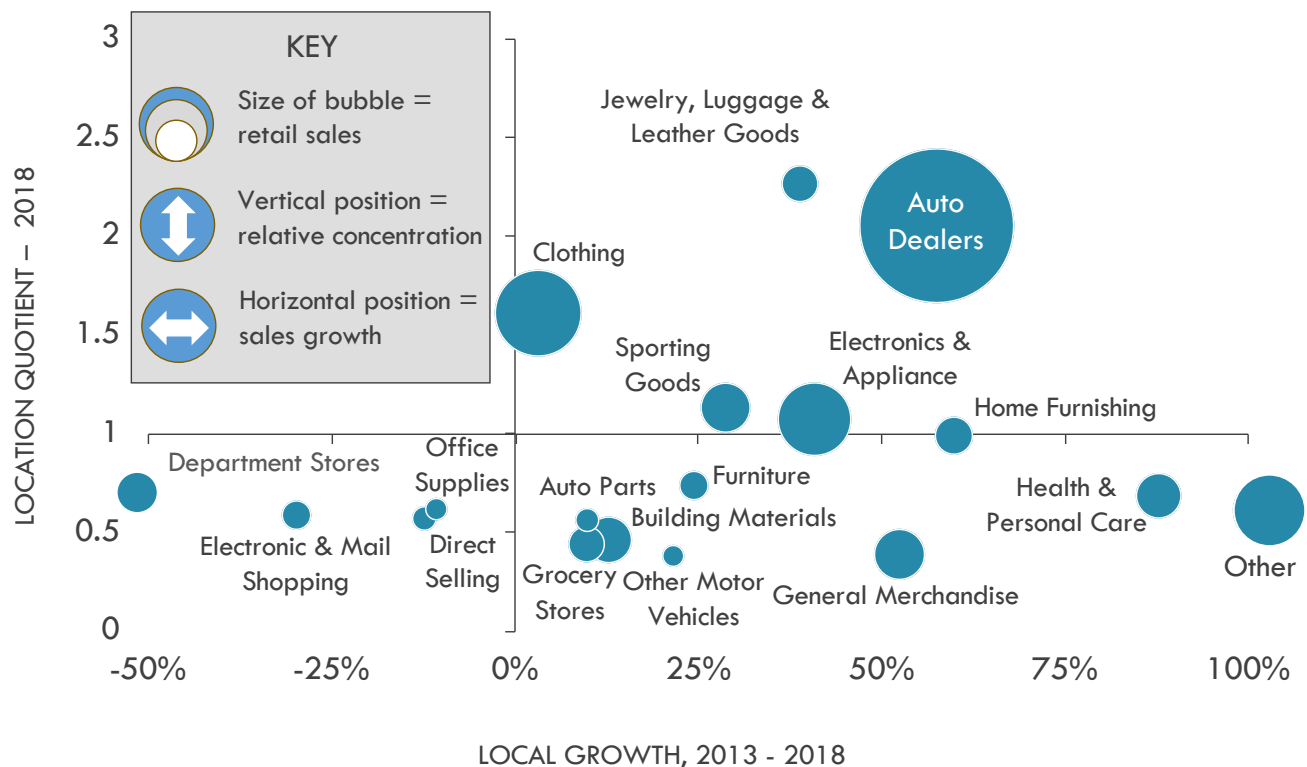 KEY
Size of bubble =
retail sales
Vertical position =
relative concentration
Horizontal position =
sales growth
LOCATION QUOTIENT – 2018
3
2.5
2
1.5
1
0.5
0
Jewelry, Luggage &
Leather Goods
Auto
Dealers
Clothing
Sporting
Goods
Electronics &
Appliance
Home Furnishing
Department Stores
Office
Supplies
Electronic & Mail
Shopping
Direct
Selling
Auto Parts
Furniture
Building Materials
Grocery
Stores
Other Motor
Vehicles
General Merchandise
Health &
Personal Care
Other
-50%
-25%
0%
25%
50%
75%
100%
LOCAL GROWTH, 2013 - 2018